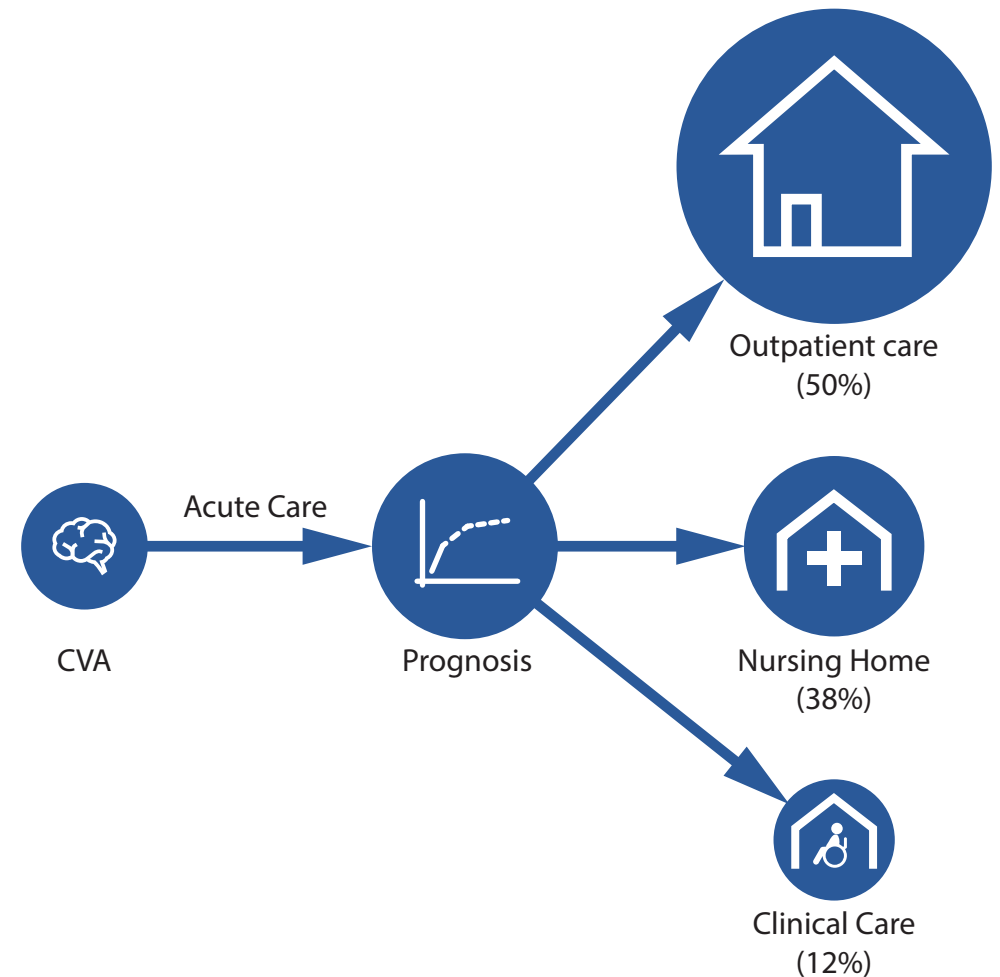 Outpatient care
(50%)
Acute Care
CVA
Prognosis
Nursing Home
(38%)
Clinical Care
(12%)